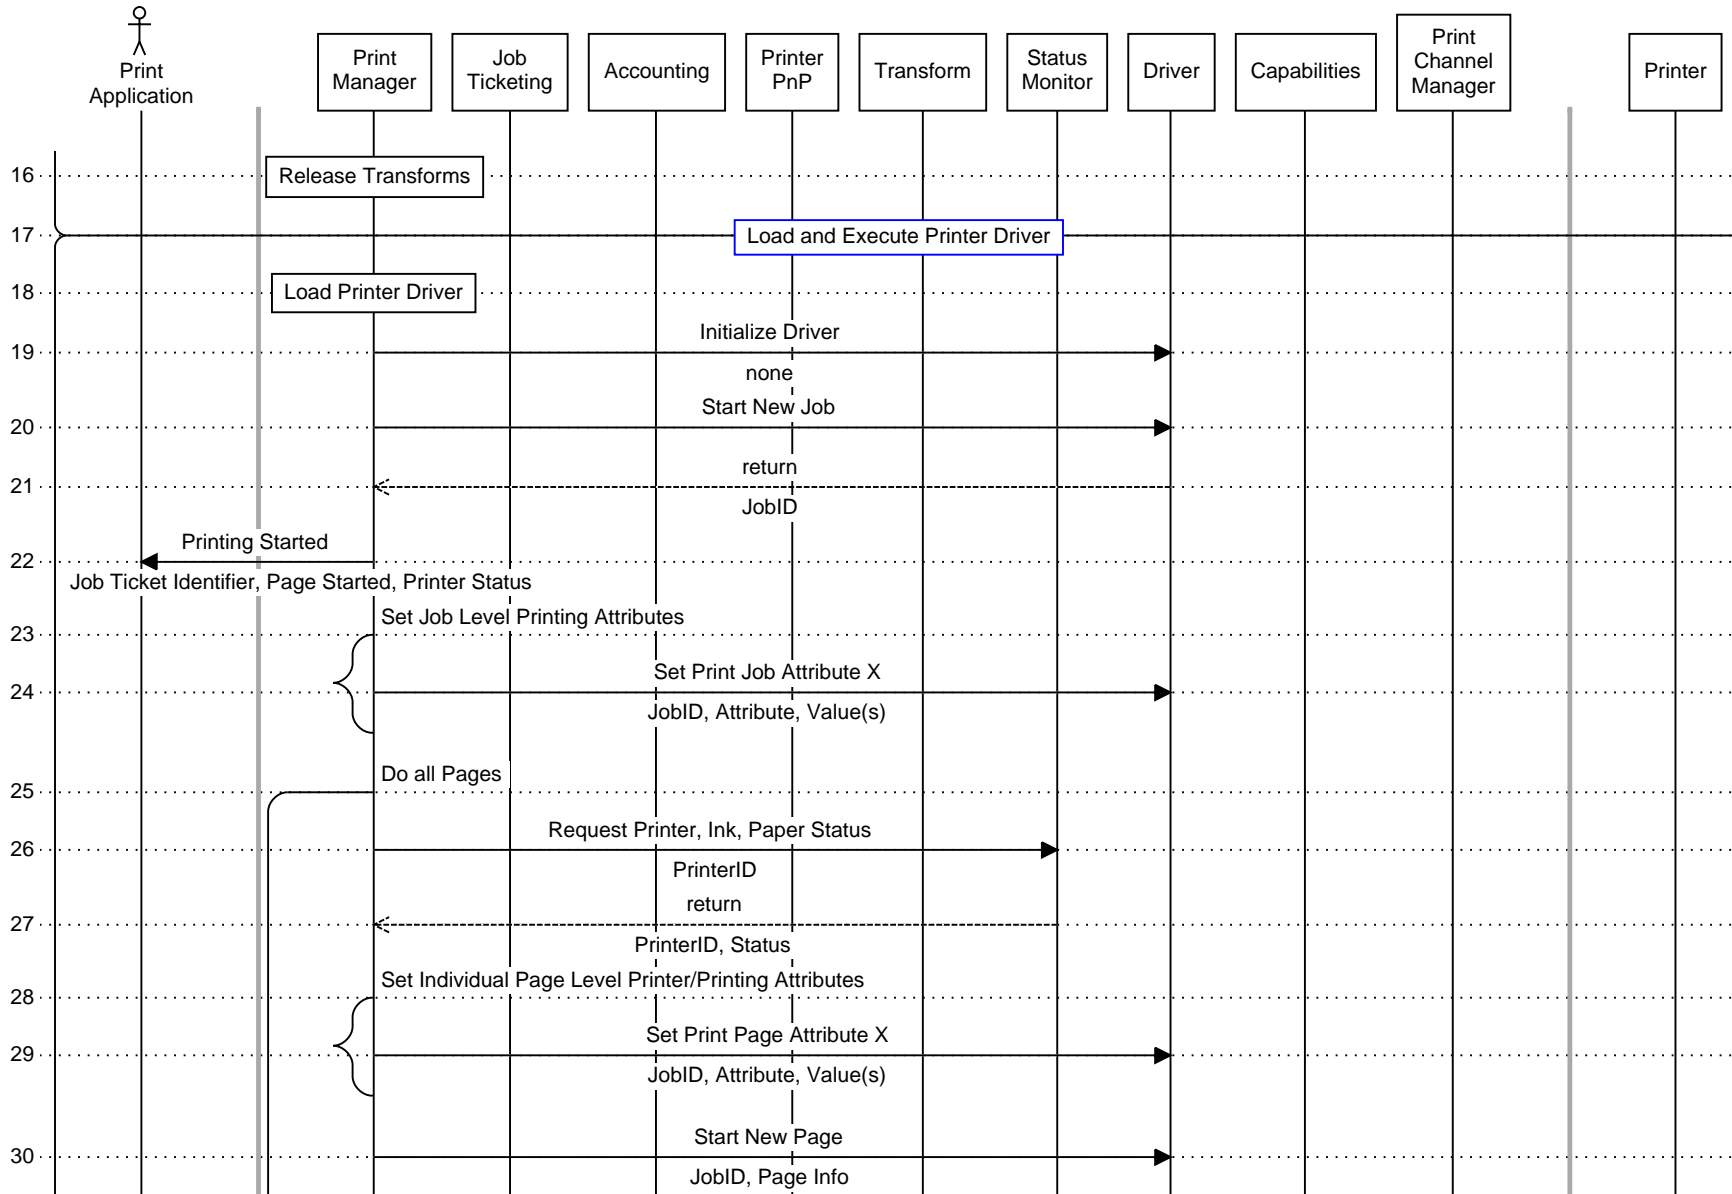 Print
Application
Print
Manager
Job
Ticketing
Accounting
Printer
PnP
Transform
Status
Monitor
Driver
Capabilities
Print
Channel
Manager
Printer
16
Release Transforms
17
Load and Execute Printer Driver
18
Load Printer Driver
Initialize Driver
19
none
Start New Job
20
return
21
JobID
Printing Started
22
Job Ticket Identifier, Page Started, Printer Status
Set Job Level Printing Attributes
23
Set Print Job Attribute X
24
JobID, Attribute, Value(s)
Do all Pages
25
Request Printer, Ink, Paper Status
26
PrinterID
return
27
PrinterID, Status
Set Individual Page Level Printer/Printing Attributes
28
Set Print Page Attribute X
29
JobID, Attribute, Value(s)
Start New Page
30
JobID, Page Info